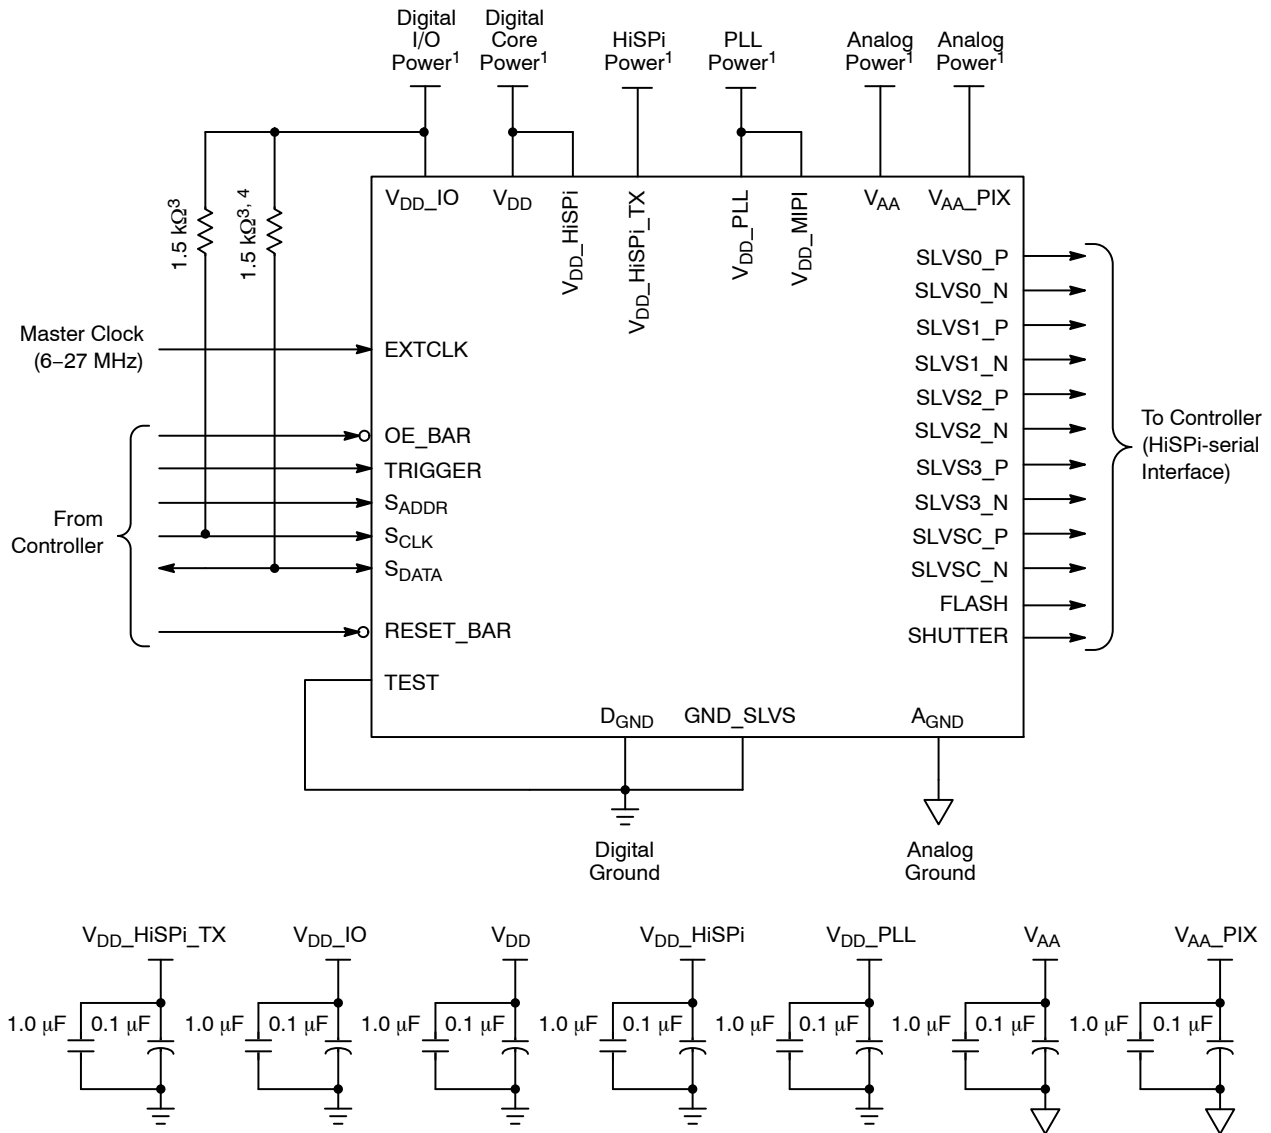 Digital
I/O
Power1
Digital
Core
Power1
HiSPi
Power1
PLL
Power1
Analog
Power1
Analog
Power1
1.5 kΩ3
1.5 kΩ3, 4
VDD_IO
VDD
VDD_HiSPi
VDD_HiSPi_TX
VDD_PLL
VDD_MIPI
VAA
VAA_PIX
Master Clock
(6–27 MHz)
EXTCLK
From
Controller
OE_BAR
TRIGGER
SADDR
SCLK
SDATA
RESET_BAR
TEST
SLVS0_P
SLVS0_N
SLVS1_P
SLVS1_N
SLVS2_P
SLVS2_N
SLVS3_P
SLVS3_N
SLVSC_P
SLVSC_N
FLASH
SHUTTER
To Controller
(HiSPi-serial
Interface)
DGND
GND_SLVS
AGND
Digital
Ground
Analog
Ground
VDD_HiSPi_TX
VDD_IO
VDD
VDD_HiSPi
VDD_PLL
VAA
VAA_PIX
1.0 μF
0.1 μF
1.0 μF
0.1 μF
1.0 μF
0.1 μF
1.0 μF
0.1 μF
1.0 μF
0.1 μF
1.0 μF
0.1 μF
1.0 μF
0.1 μF